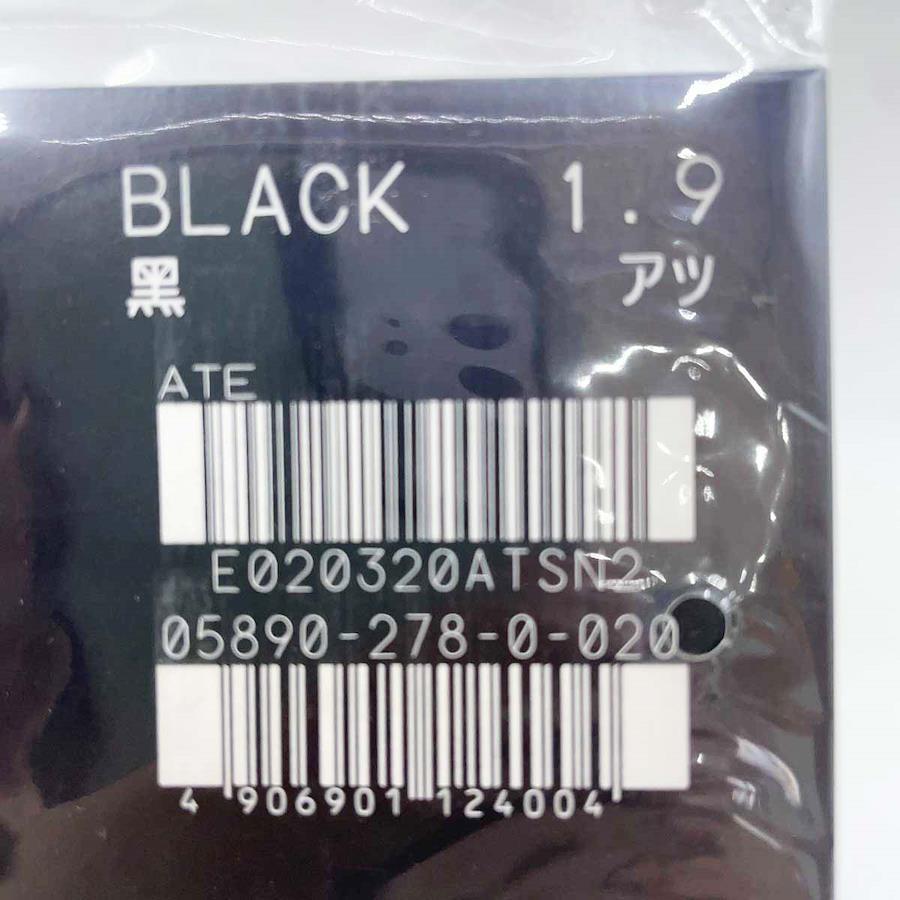 BLACK 1.9
黒 アツ
ATE
E020320ATSN2
05890-278-0-020
4 906901 124004